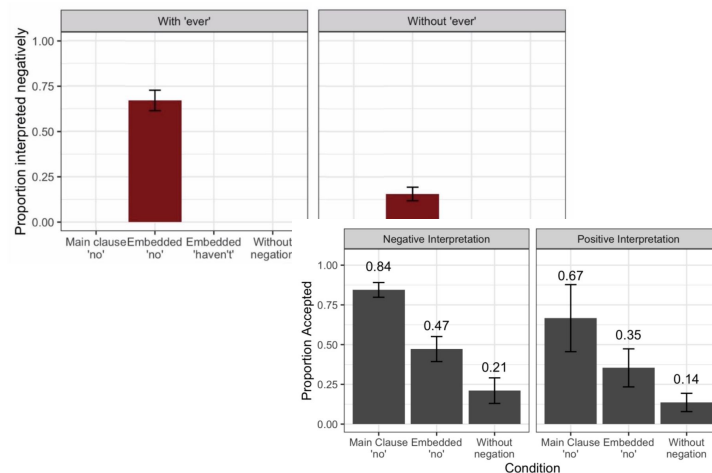 With 'ever'
Without 'ever'
Proportion interpreted negatively
1.00
0.75
0.50
0.25
0.00
Main clause
'no'
Embedded
'no'
Embedded
'haven't'
Without
negation
Negative Interpretation
Positive Interpretation
Proportion Accepted
1.00
0.75
0.50
0.25
0.00
0.84
0.47
0.21
0.67
0.35
0.14
Main Clause
'no'
Embedded
'no'
Without
negation
Main Clause
'no'
Embedded
'no'
Without
negation
Condition